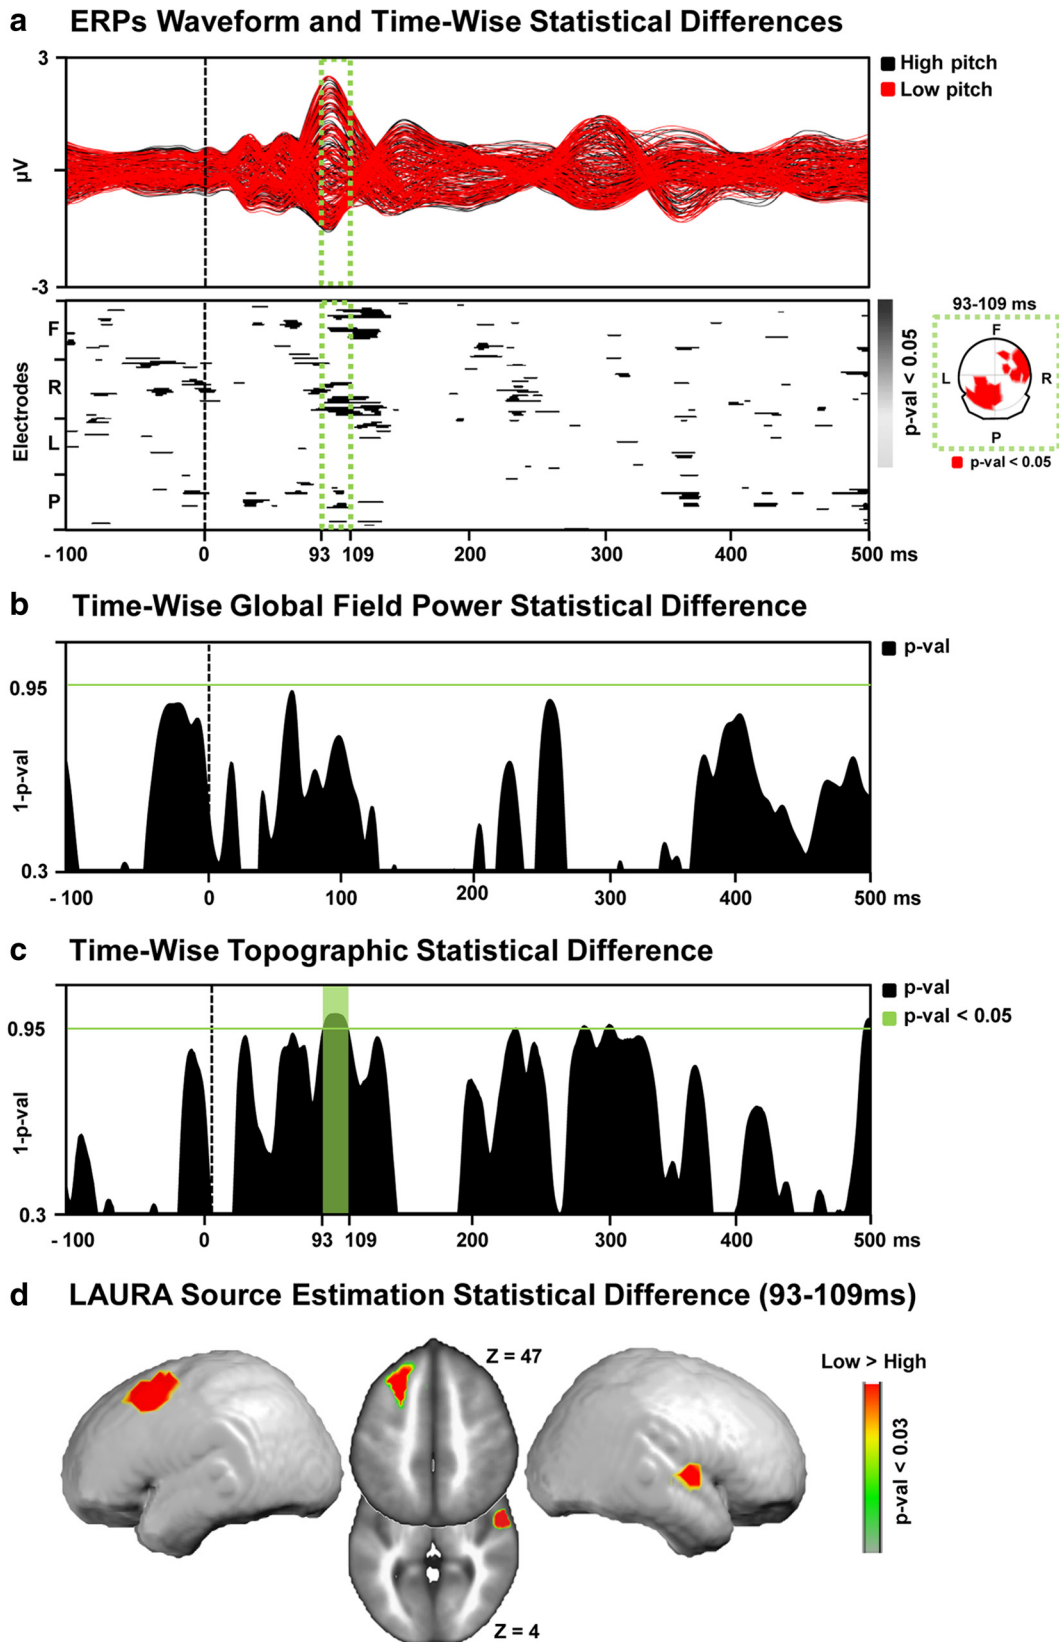 a ERPs Waveform and Time-Wise Statistical Differences
3
µV
-3
High pitch
Low pitch
Electrodes
F
R
L
P
p-val < 0.05
93-109 ms
F
L R
P
p-val < 0.05
- 100 0 93 109 200 300 400 500 ms
b Time-Wise Global Field Power Statistical Difference
p-val
0.95
1-p-val
0.3
- 100 0 100 200 300 400 500 ms
c Time-Wise Topographic Statistical Difference
p-val
p-val < 0.05
0.95
1-p-val
0.3
- 100 0 93 109 200 300 400 500 ms
d LAURA Source Estimation Statistical Difference (93-109ms)
Z = 47
Low > High
p-val < 0.03
Z = 4